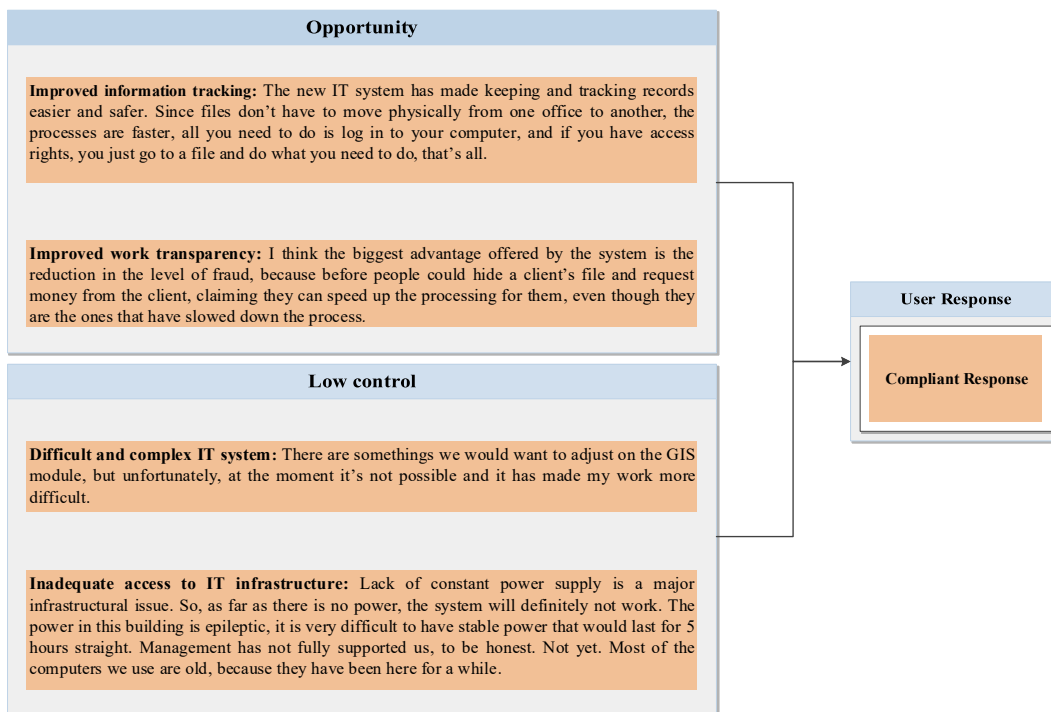 Opportunity
Improved information tracking: The new IT system has made keeping and tracking records
easier and safer. Since files don’t have to move physically from one office to another, the
processes are faster, all you need to do is log in to your computer, and if you have access
rights, you just go to a file and do what you need to do, that’s all.
Improved work transparency: I think the biggest advantage offered by the system is the
reduction in the level of fraud, because before people could hide a client’s file and request
money from the client, claiming they can speed up the processing for them, even though they
are the ones that have slowed down the process.
Low control
Difficult and complex IT system: There are somethings we would want to adjust on the GIS
module, but unfortunately, at the moment it’s not possible and it has made my work more
difficult.
Inadequate access to IT infrastructure: Lack of constant power supply is a major
infrastructural issue. So, as far as there is no power, the system will definitely not work. The
power in this building is epileptic, it is very difficult to have stable power that would last for 5
hours straight. Management has not fully supported us, to be honest. Not yet. Most of the
computers we use are old, because they have been here for a while.
User Response
Compliant Response